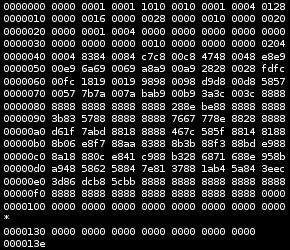 0000000 0000 0001 0001 1010 0010 0001 0004 0128
0000010 0000 0016 0000 0028 0000 0010 0000 0020
0000020 0000 0001 0004 0000 0000 0000 0000 0000
0000030 0000 0000 0000 0010 0000 0000 0000 0204
0000040 0004 8384 0084 c7c8 00c8 4748 0048 e8e9
0000050 00e9 6a69 0069 a8a9 00a9 2828 0028 fdfc
0000060 00fc 1819 0019 9898 0098 d9d8 00d8 5857
0000070 0057 7b7a 007a bab9 00b9 3a3c 003c 8888
0000080 8888 8888 8888 8888 288e be88 8888 8888
0000090 3b83 5788 8888 8888 7667 778e 8828 8888
00000a0 d61f 7abd 8818 8888 467c 585f 8814 8188
00000b0 8b06 e8f7 88aa 8388 8b3b 88f3 88bd e988
00000c0 8a18 880c e841 c988 b328 6871 688e 958b
00000d0 a948 5862 5884 7e81 3788 1ab4 5a84 3eec
00000e0 3d86 dcb8 5cbb 8888 8888 8888 8888 8888
00000f0 8888 8888 8888 8888 8888 8888 8888 0000
0000100 0000 0000 0000 0000 0000 0000 0000 0000
*
0000130 0000 0000 0000 0000 0000 0000 0000
000013e